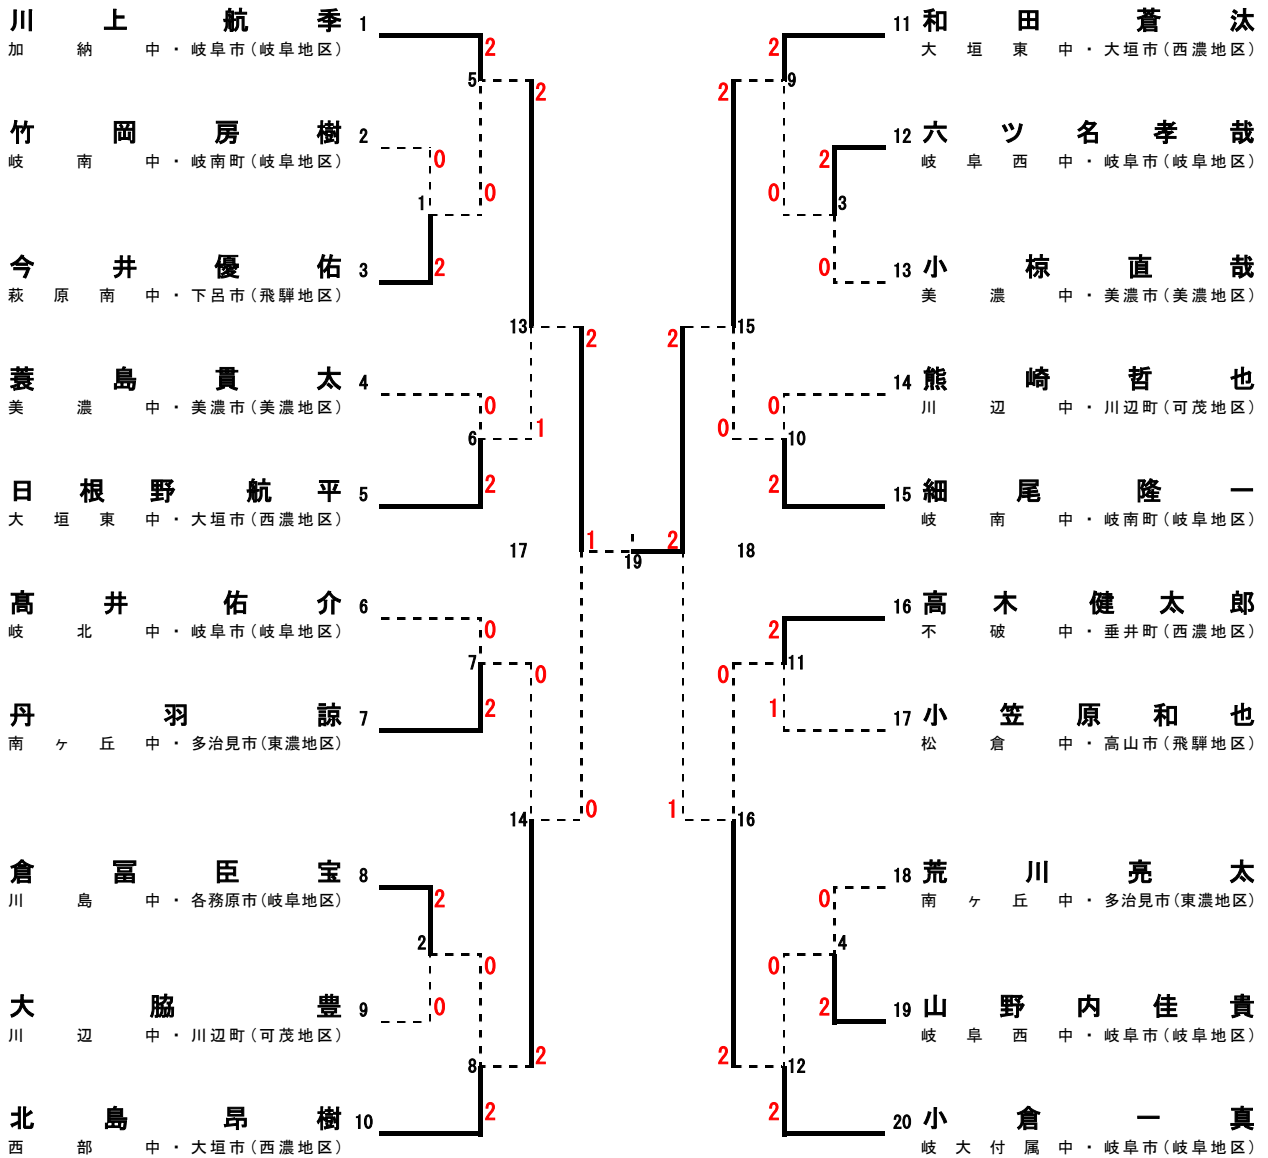 川上航季 1
加納中・岐阜市(岐阜地区)
2
5
2
竹岡房樹 2
岐南中・岐南町(岐阜地区)
0
0
1
今井優佑 3
萩原南中・下呂市(飛騨地区)
2
13
2
蓑島貫太 4
美濃中・美濃市(美濃地区)
0
1
6
日根野航平 5
大垣東中・大垣市(西濃地区)
2
17
1
19
髙井佑介 6
岐北中・岐阜市(岐阜地区)
0
7
0
丹羽諒 7
南ヶ丘中・多治見市(東濃地区)
2
14
0
倉冨臣宝 8
川島中・各務原市(岐阜地区)
2
2
0
大脇豊 9
川辺中・川辺町(可茂地区)
0
8
2
北島昂樹 10
西部中・大垣市(西濃地区)
2
11 和田蒼汰
大垣東中・大垣市(西濃地区)
2
9
2
12 六ツ名孝哉
岐阜西中・岐阜市(岐阜地区)
2
0
3
13 小椋直哉
美濃中・美濃市(美濃地区)
0
15
2
14 熊崎哲也
川辺中・川辺町(可茂地区)
0
0
10
15 細尾隆一
岐南中・岐南町(岐阜地区)
2
18
2
16 高木健太郎
不破中・垂井町(西濃地区)
2
11
0
17 小笠原和也
松倉中・高山市(飛騨地区)
1
16
1
18 荒川亮太
南ヶ丘中・多治見市(東濃地区)
0
4
0
19 山野内佳貴
岐阜西中・岐阜市(岐阜地区)
2
12
2
20 小倉一真
岐大付属中・岐阜市(岐阜地区)
2